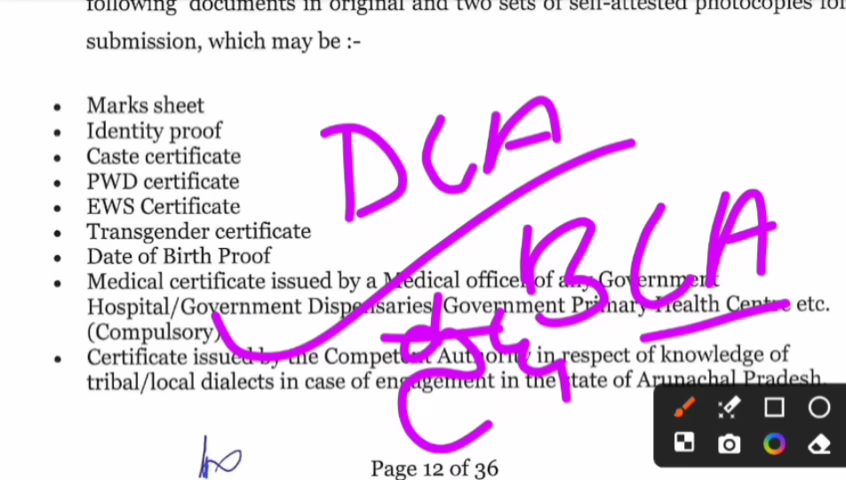 following documents in original and two sets of self-attested photocopies for
submission, which may be :-
• Marks sheet
• Identity proof
• Caste certificate
• PWD certificate
• EWS Certificate
• Transgender certificate
• Date of Birth Proof
DCA
BCA
• Medical certificate issued by a Medical officer of any Government
Hospital/Government Dispensaries/Government Primary Health Centre etc.
(Compulsory)
• Certificate issued by the Competent Authority in respect of knowledge of
tribal/local dialects in case of engagement in the state of Arunachal Pradesh.
Page 12 of 36